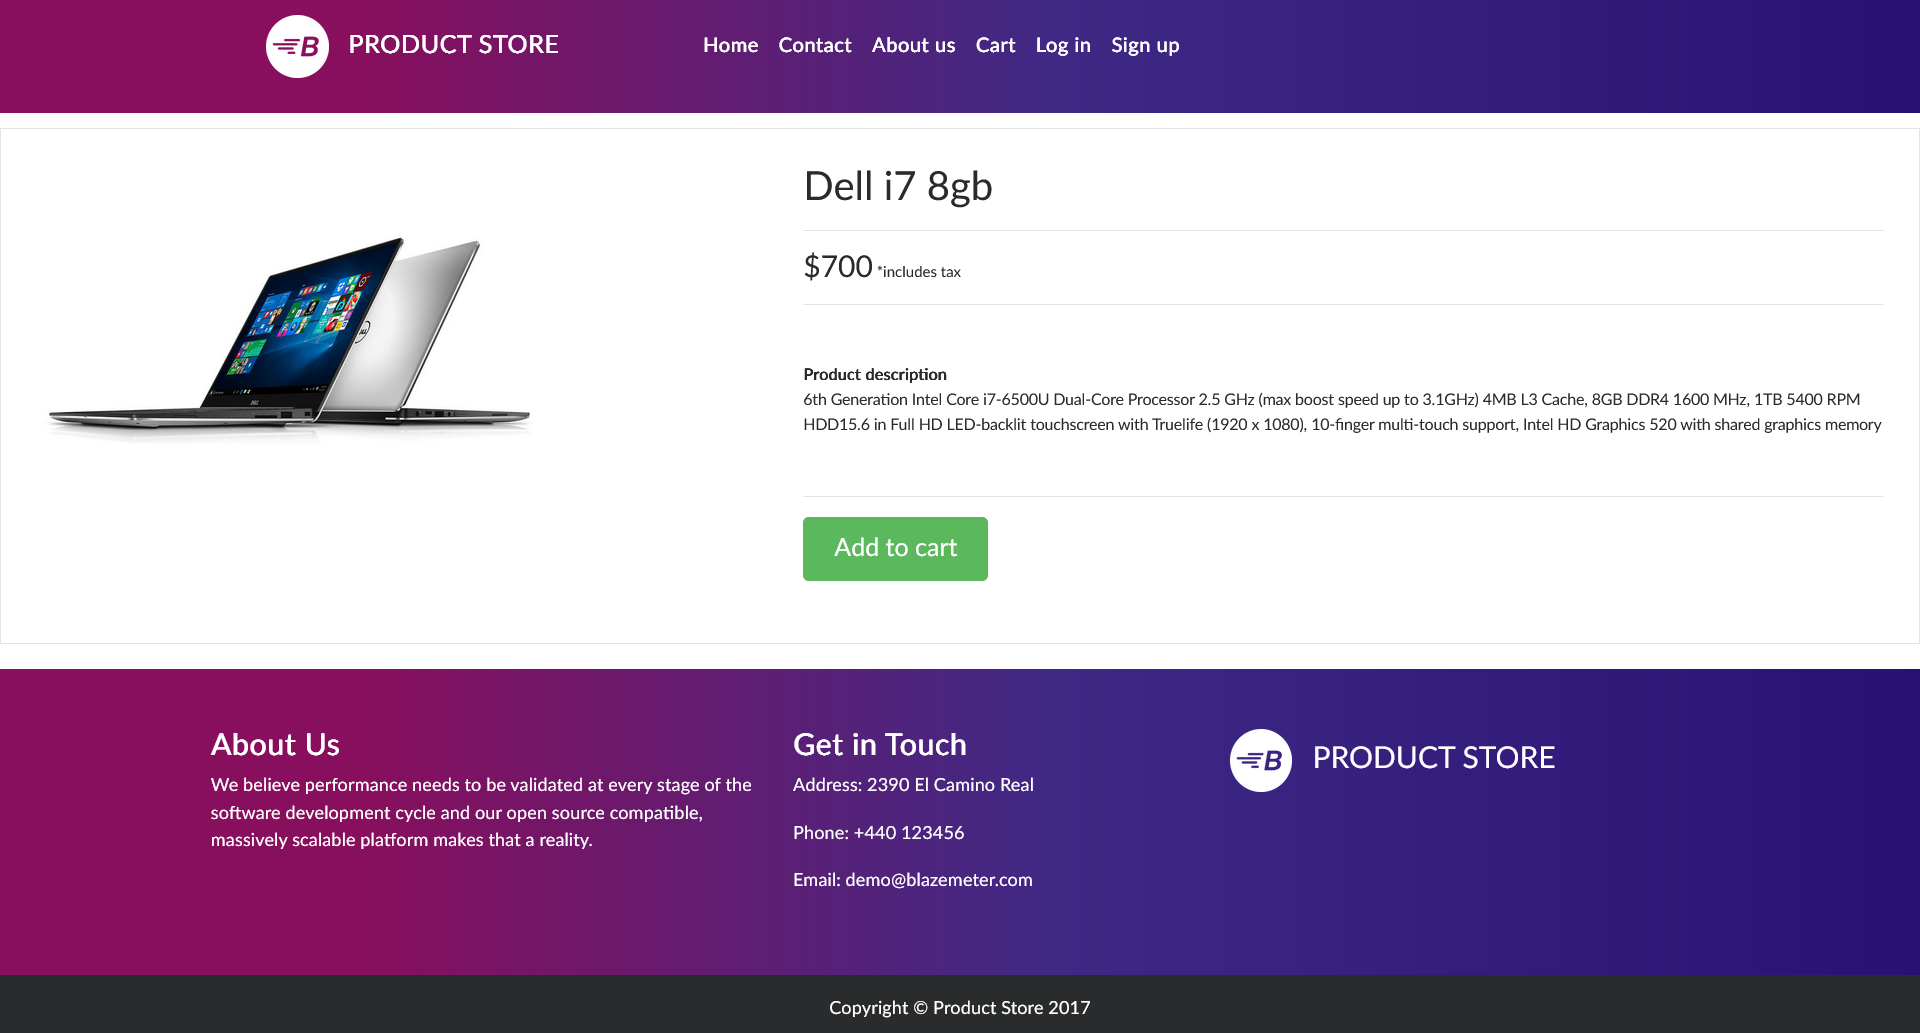 B PRODUCT STORE Home Contact About us Cart Log in Sign up
Dell i7 8gb
$700 *includes tax
Product description
6th Generation Intel Core i7-6500U Dual-Core Processor 2.5 GHz (max boost speed up to 3.1GHz) 4MB L3 Cache, 8GB DDR4 1600 MHz, 1TB 5400 RPM
HDD15.6 in Full HD LED-backlit touchscreen with Truelife (1920 x 1080), 10-finger multi-touch support, Intel HD Graphics 520 with shared graphics memory
Add to cart
About Us
We believe performance needs to be validated at every stage of the
software development cycle and our open source compatible,
massively scalable platform makes that a reality.
Get in Touch
Address: 2390 El Camino Real
Phone: +440 123456
Email: demo@blazemeter.com
B PRODUCT STORE
Copyright © Product Store 2017